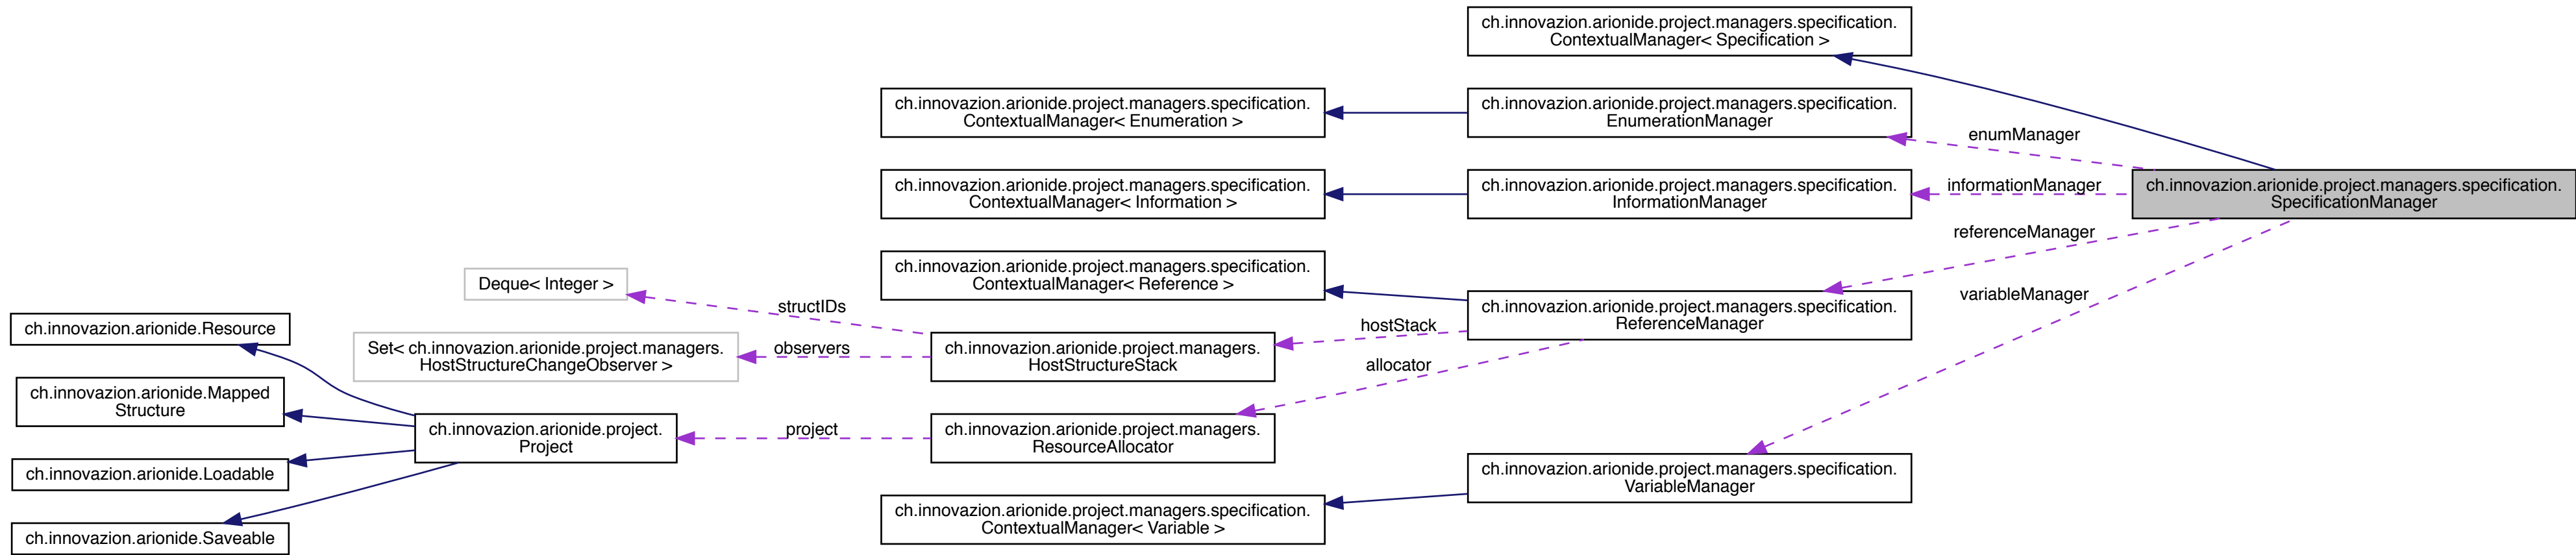 ch.innovazion.arionide.project.managers.specification.
ContextualManager< Specification >
ch.innovazion.arionide.project.managers.specification.
ContextualManager< Enumeration >
ch.innovazion.arionide.project.managers.specification.
EnumerationManager
enumManager
ch.innovazion.arionide.project.managers.specification.
ContextualManager< Information >
ch.innovazion.arionide.project.managers.specification.
InformationManager
informationManager
ch.innovazion.arionide.project.managers.specification.
SpecificationManager
referenceManager
ch.innovazion.arionide.project.managers.specification.
ContextualManager< Reference >
Deque< Integer >
structIDs
variableManager
ch.innovazion.arionide.project.managers.specification.
ReferenceManager
hostStack
ch.innovazion.arionide.Resource
Set< ch.innovazion.arionide.project.managers.
HostStructureChangeObserver >
observers
ch.innovazion.arionide.project.managers.
HostStructureStack
allocator
ch.innovazion.arionide.Mapped
Structure
ch.innovazion.arionide.project.
Project
project
ch.innovazion.arionide.project.managers.
ResourceAllocator
ch.innovazion.arionide.Loadable
ch.innovazion.arionide.project.managers.specification.
VariableManager
ch.innovazion.arionide.project.managers.specification.
ContextualManager< Variable >
ch.innovazion.arionide.Saveable